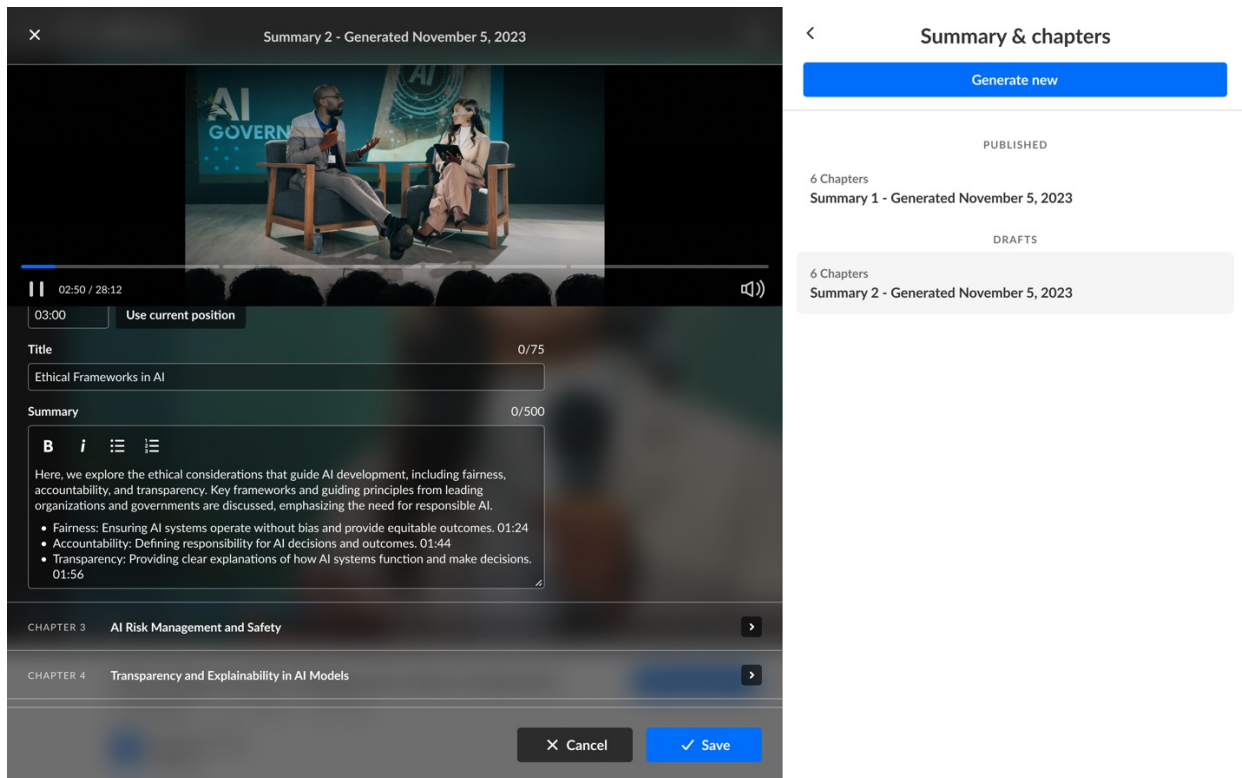 Summary 2 - Generated November 5, 2023
AI
GOVERN
AI
02:50 / 28:12
03:00
Use current position
Title
0/75
Ethical Frameworks in AI
Summary
0/500
B i
Here, we explore the ethical considerations that guide AI development, including fairness,
accountability, and transparency. Key frameworks and guiding principles from leading
organizations and governments are discussed, emphasizing the need for responsible AI.
• Fairness: Ensuring AI systems operate without bias and provide equitable outcomes. 01:24
• Accountability: Defining responsibility for AI decisions and outcomes. 01:44
• Transparency: Providing clear explanations of how AI systems function and make decisions.
01:56
CHAPTER 3 AI Risk Management and Safety
CHAPTER 4 Transparency and Explainability in AI Models
Cancel
Save
Summary & chapters
Generate new
PUBLISHED
6 Chapters
Summary 1 - Generated November 5, 2023
DRAFTS
6 Chapters
Summary 2 - Generated November 5, 2023